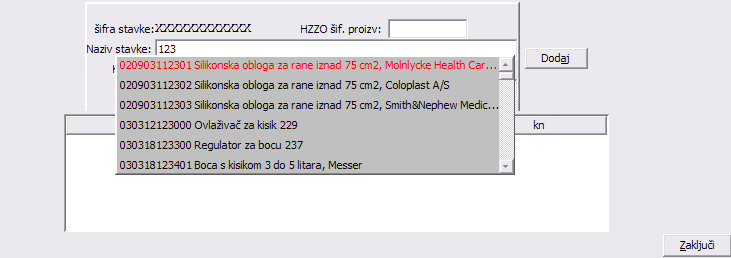 šifra stavke: XXXXXXXXXXXXX HZZO šif. proizv:
Naziv stavke: 123
Dodaj
020903112301 Silikonska obloga za rane iznad 75 cm2, Molnlycke Health Car...
020903112302 Silikonska obloga za rane iznad 75 cm2, Coloplast A/S
020903112303 Silikonska obloga za rane iznad 75 cm2, Smith&Nephew Medic...
030312123000 Ovlaživač za kisik 229
kn
030318123300 Regulator za bocu 237
030318123401 Boca s kisikom 3 do 5 litara, Messer
Zaključi